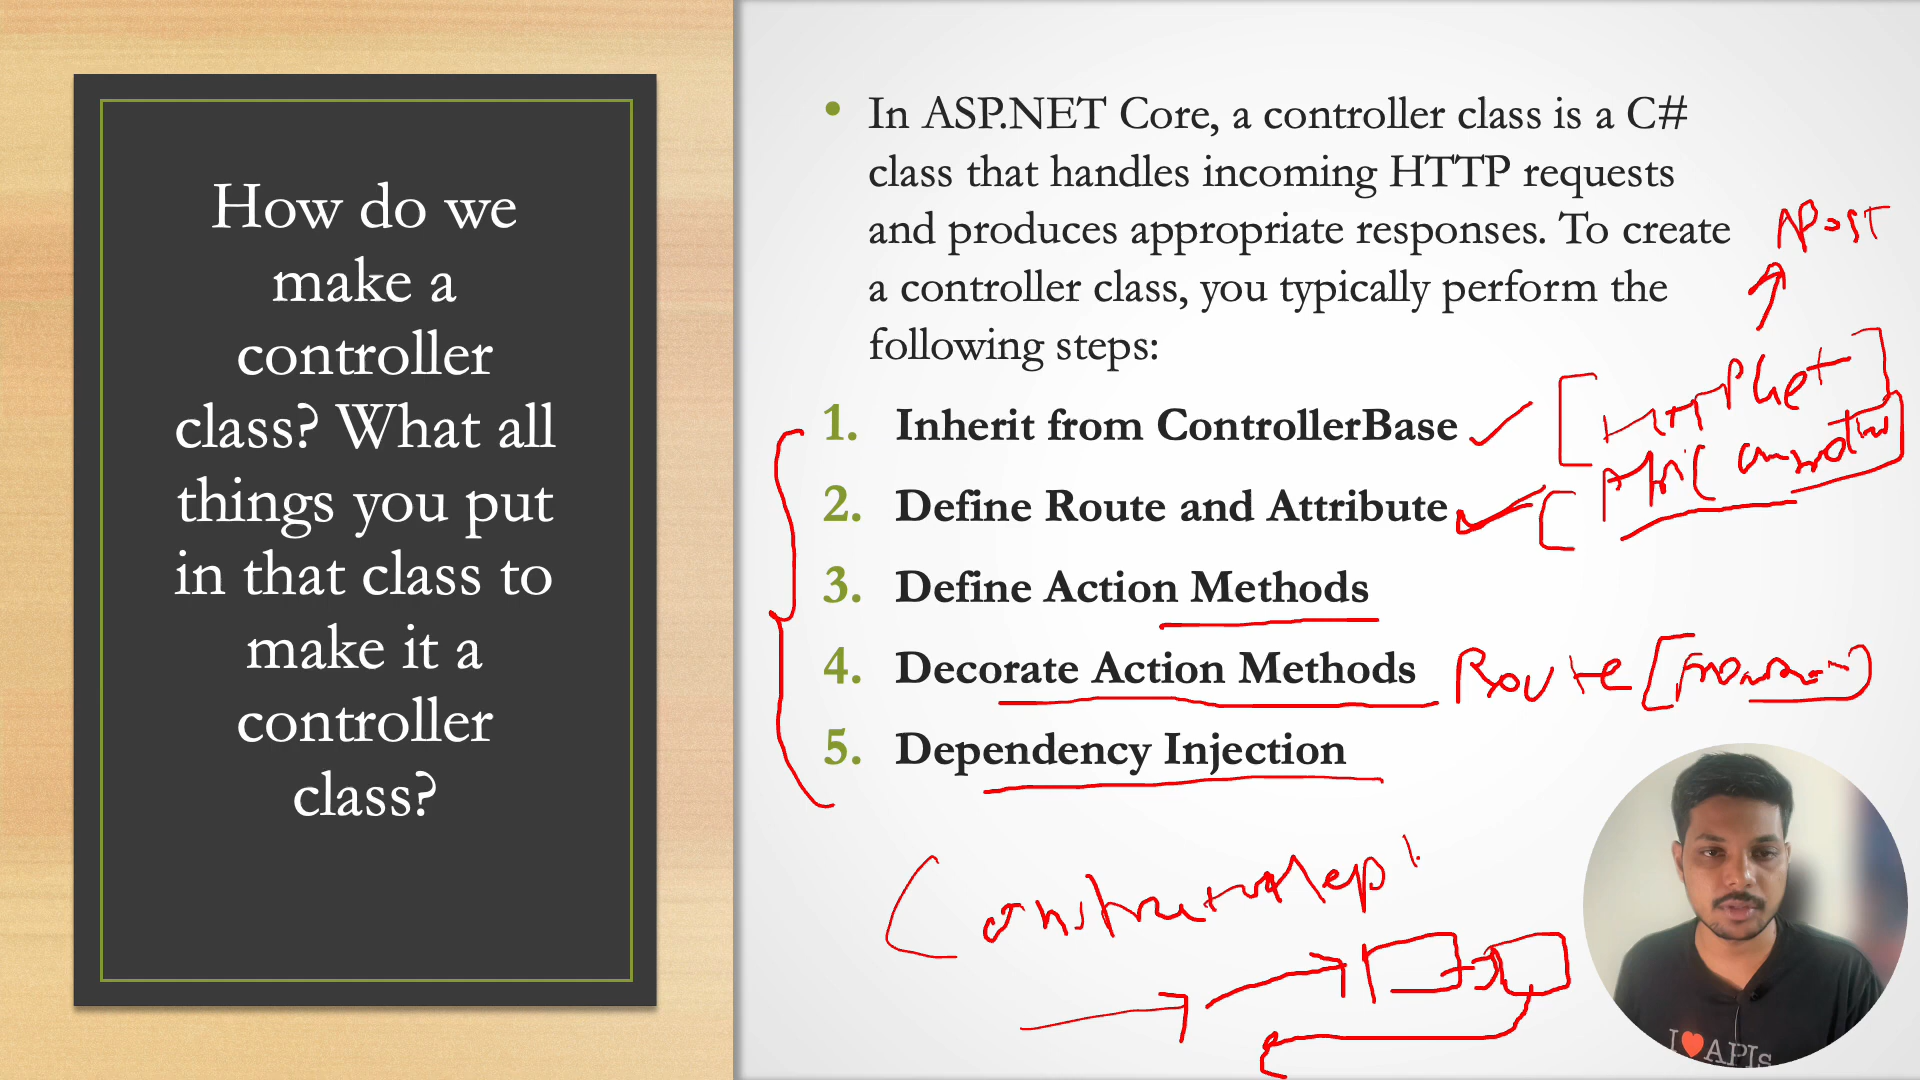 How do we
make a
controller
class? What all
things you put
in that class to
make it a
controller
class?
• In ASP.NET Core, a controller class is a C#
class that handles incoming HTTP requests
and produces appropriate responses. To create
a controller class, you typically perform the
following steps:
1. Inherit from ControllerBase
2. Define Route and Attribute
3. Define Action Methods
4. Decorate Action Methods
5. Dependency Injection
Post
HTTPGet
Route
I ❤ APIs